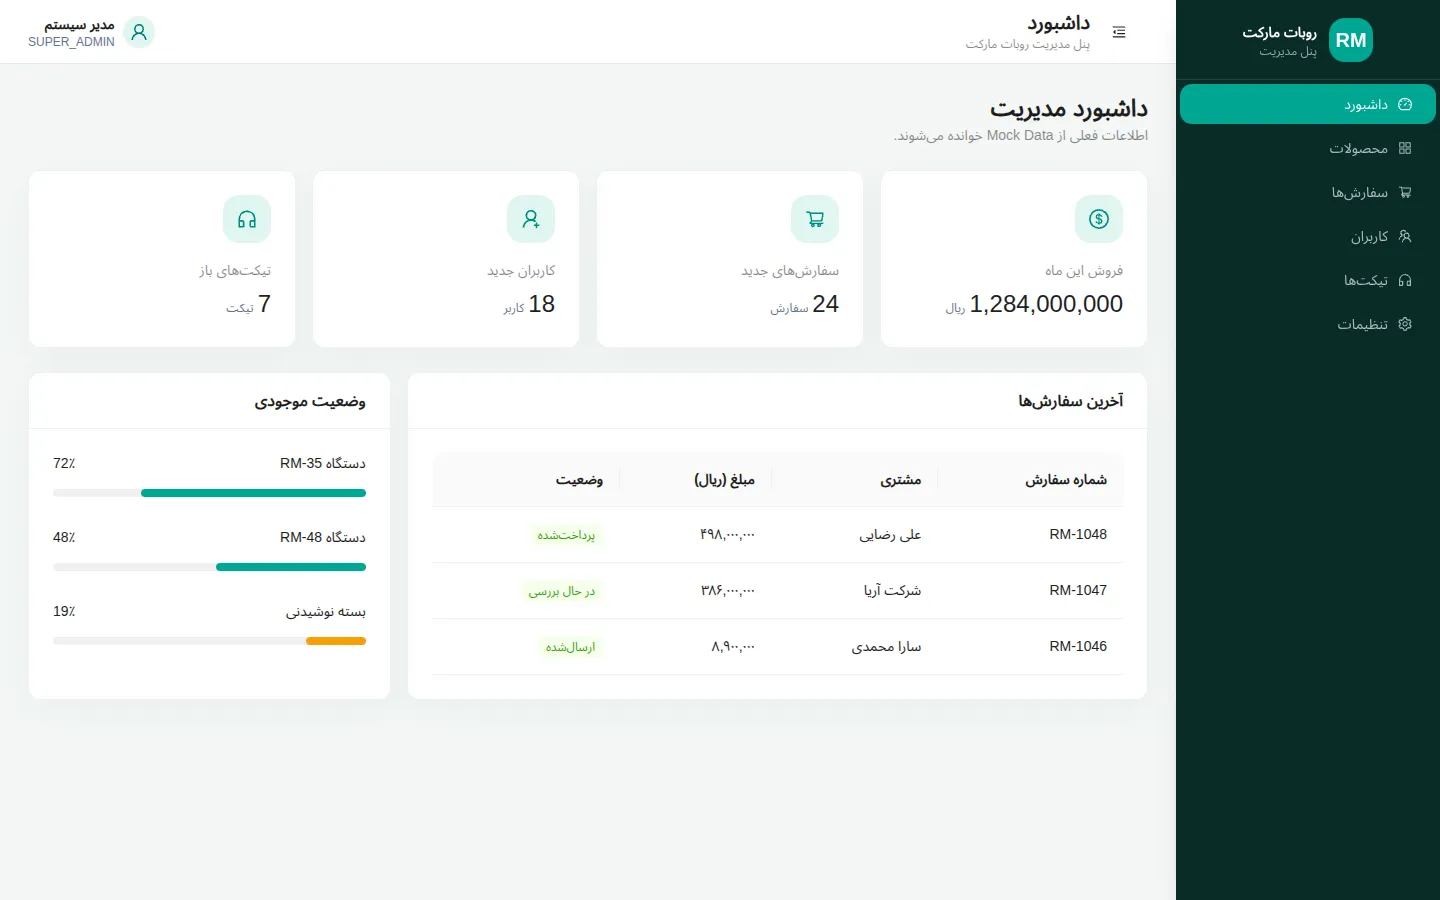 RM
روبات مارکت
پنل مدیریت
داشبورد
محصولات
سفارش‌ها
کاربران
تیکت‌ها
تنظیمات
داشبورد
پنل مدیریت روبات مارکت
مدیر سیستم
SUPER_ADMIN
داشبورد مدیریت
اطلاعات فعلی از Mock Data خوانده می‌شوند.
فروش این ماه
1,284,000,000 ریال
سفارش‌های جدید
24 سفارش
کاربران جدید
18 کاربر
تیکت‌های باز
7 تیکت
آخرین سفارش‌ها
شماره سفارش مشتری مبلغ (ریال) وضعیت
RM-1048 علی رضایی ۴۹۸,۰۰۰,۰۰۰ پرداخت‌شده
RM-1047 شرکت آریا ۳۸۶,۰۰۰,۰۰۰ در حال بررسی
RM-1046 سارا محمدی ۸,۹۰۰,۰۰۰ ارسال‌شده
وضعیت موجودی
دستگاه RM-35 72٪
دستگاه RM-48 48٪
بسته نوشیدنی 19٪